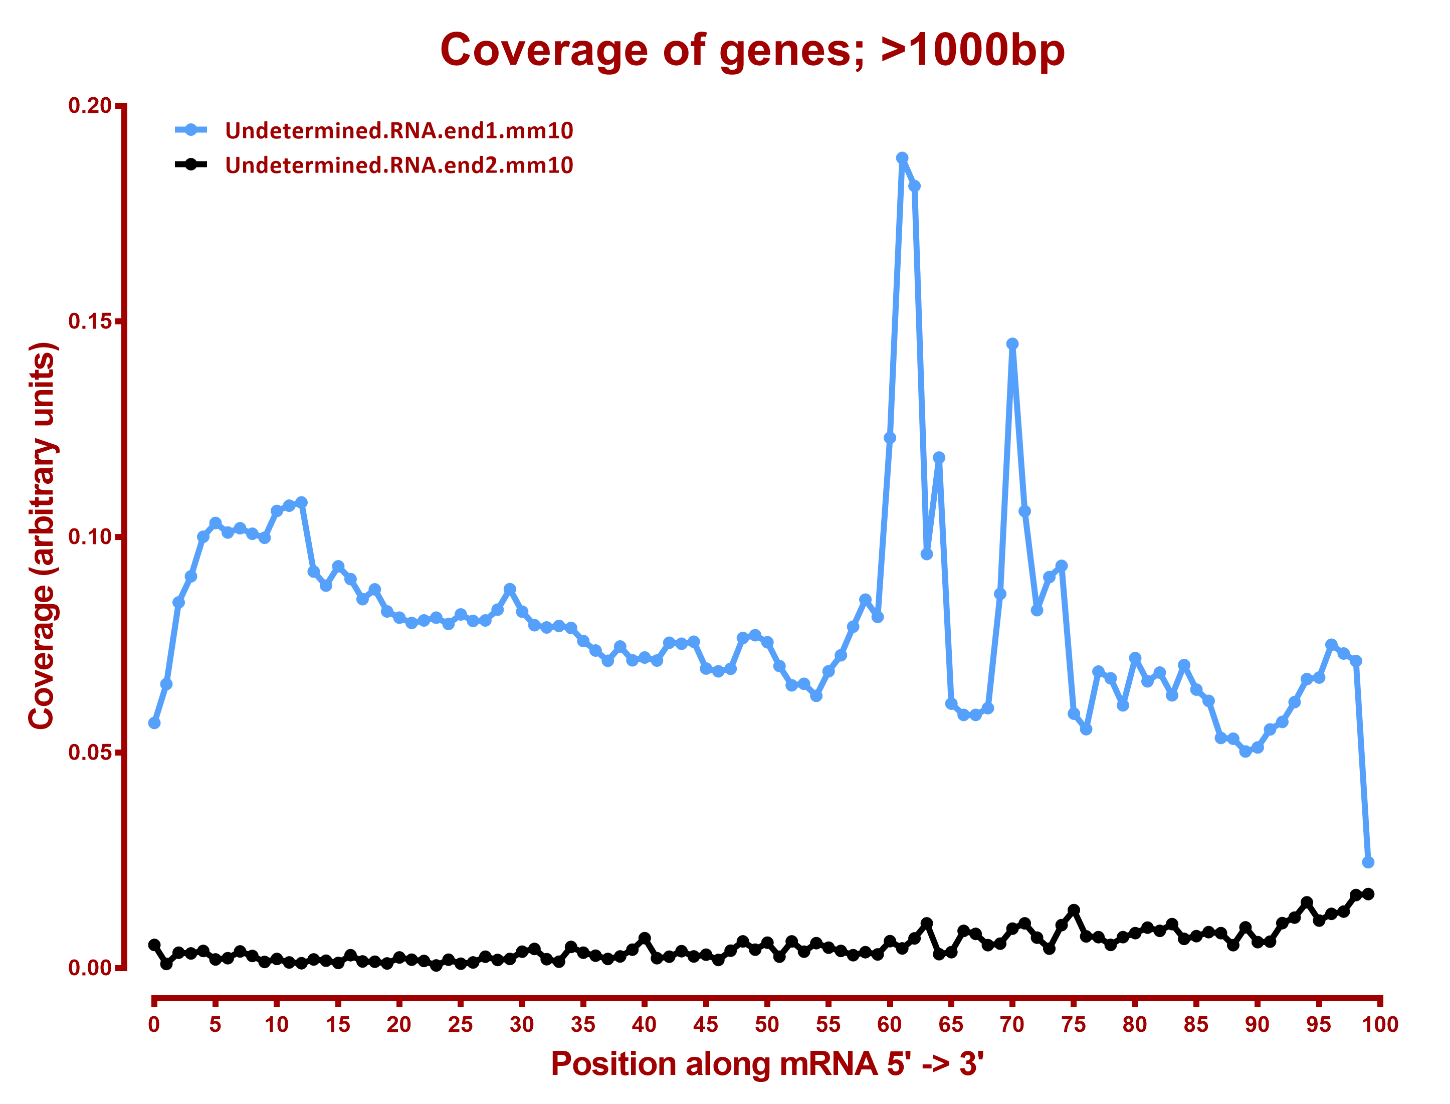 Coverage of genes; >1000bp
Undetermined.RNA.end1.mm10
Undetermined.RNA.end2.mm10
Coverage (arbitrary units)
0.20
0.15
0.10
0.05
0.00
0 5 10 15 20 25 30 35 40 45 50 55 60 65 70 75 80 85 90 95 100
Position along mRNA 5' -> 3'